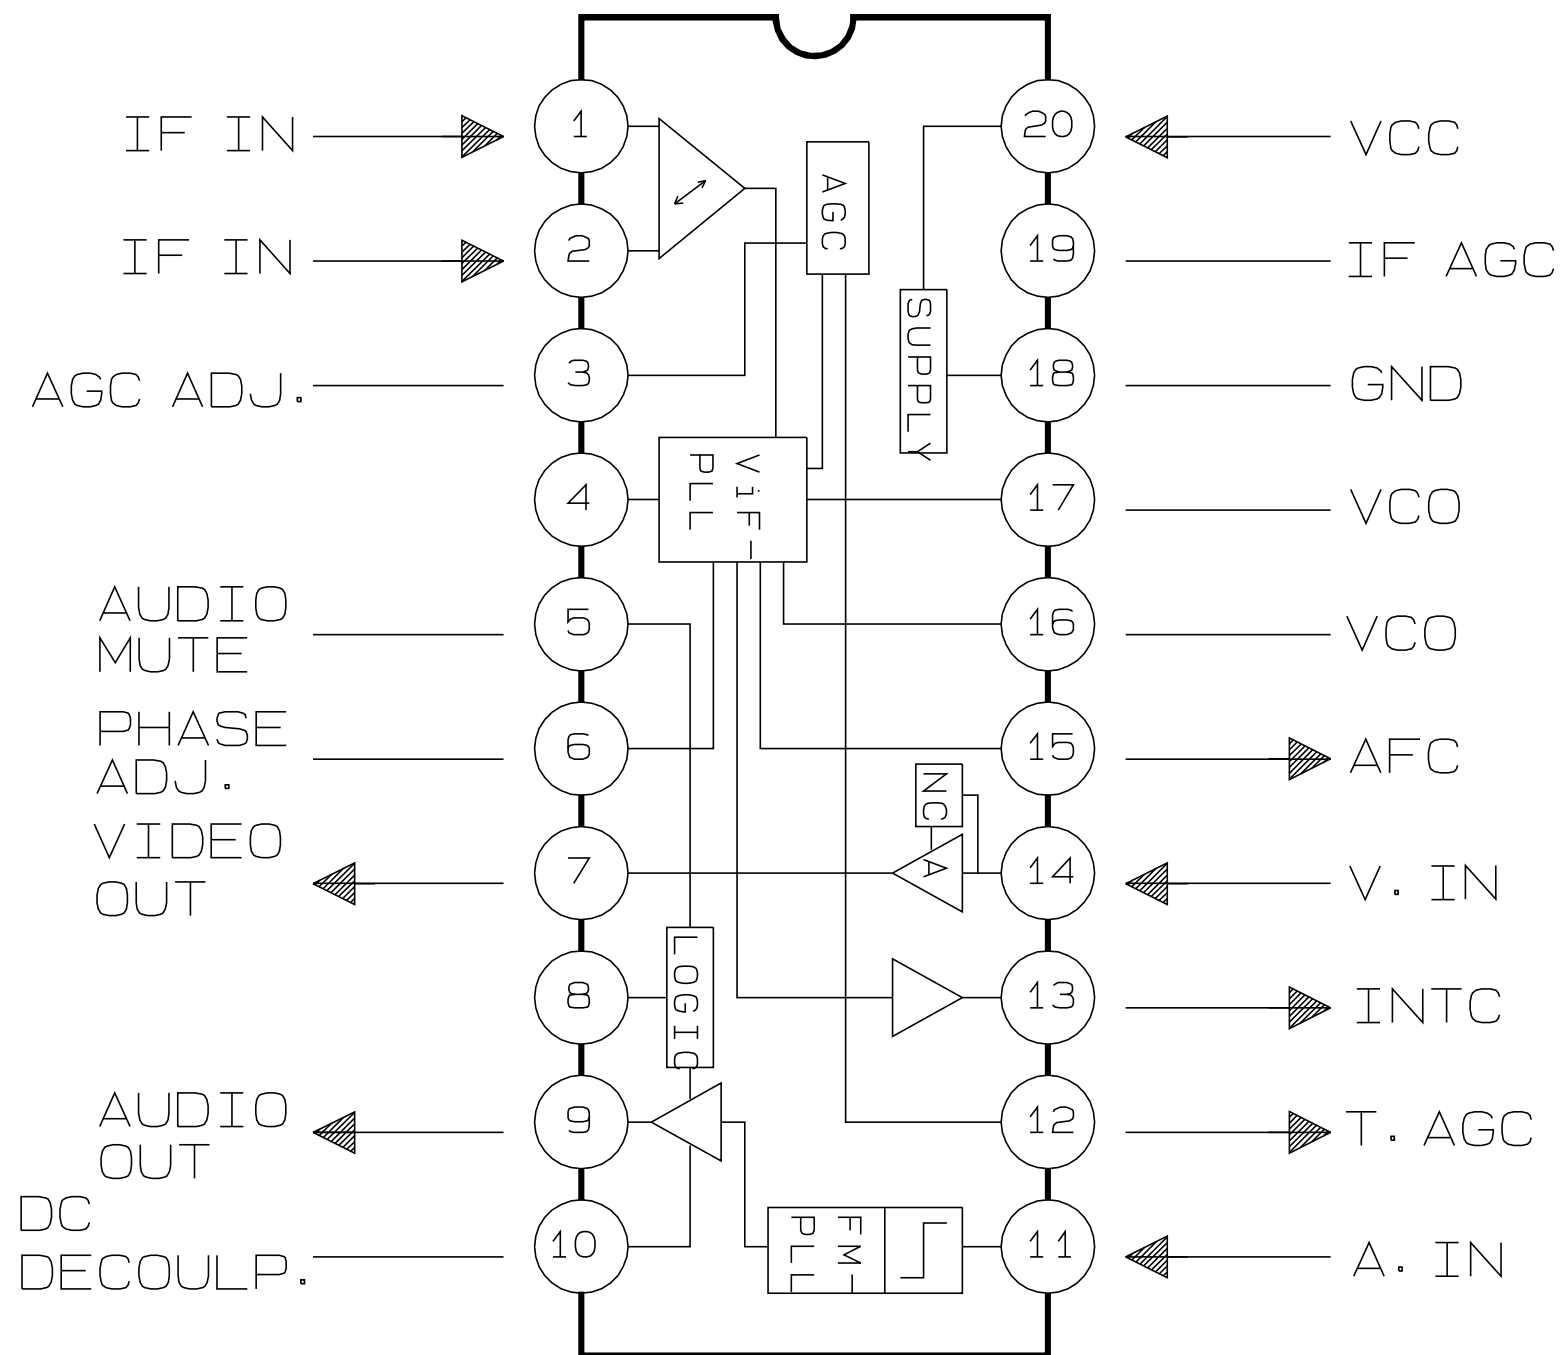 IF IN
IF IN
AGC ADJ.
AUDIO
MUTE
PHASE
ADJ.
VIDEO
OUT
AUDIO
OUT
DC
DECOULP.
1
2
3
4
5
6
7
8
9
10
AGC
SUPPLY
ViF-
PLL
NC
A
LOGIC
FM-
PLL
20
19
18
17
16
15
14
13
12
11
VCC
IF AGC
GND
VCO
VCO
AFC
V. IN
INTC
T. AGC
A. IN